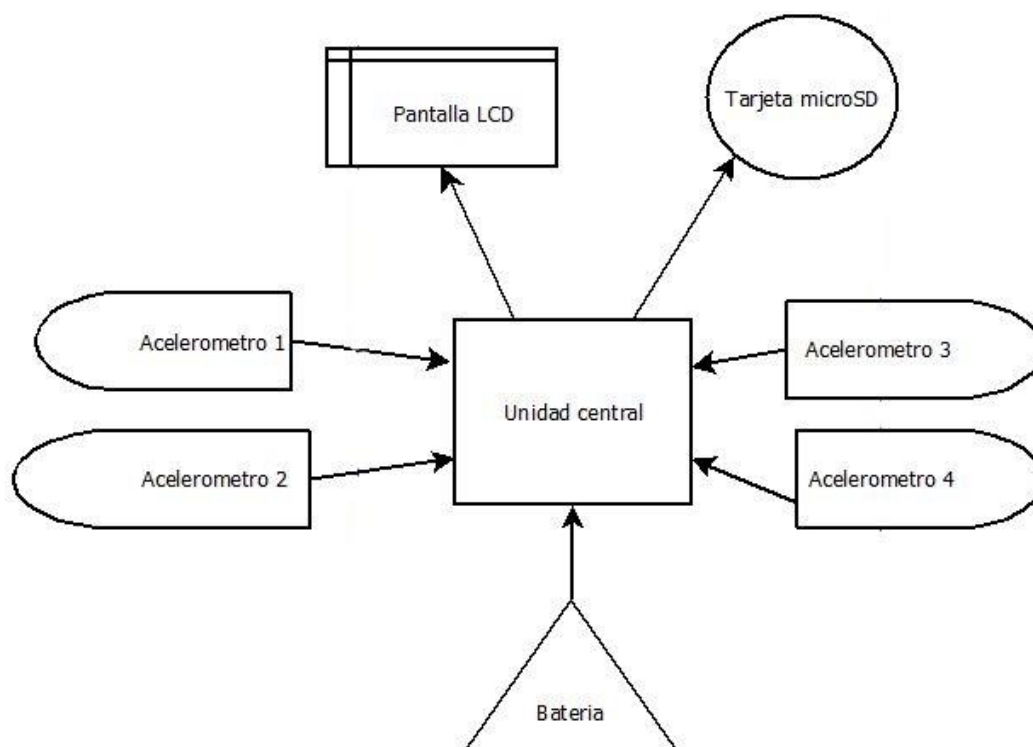 Pantalla LCD
Tarjeta microSD
Acelerometro 1
Acelerometro 3
Unidad central
Acelerometro 2
Acelerometro 4
Bateria